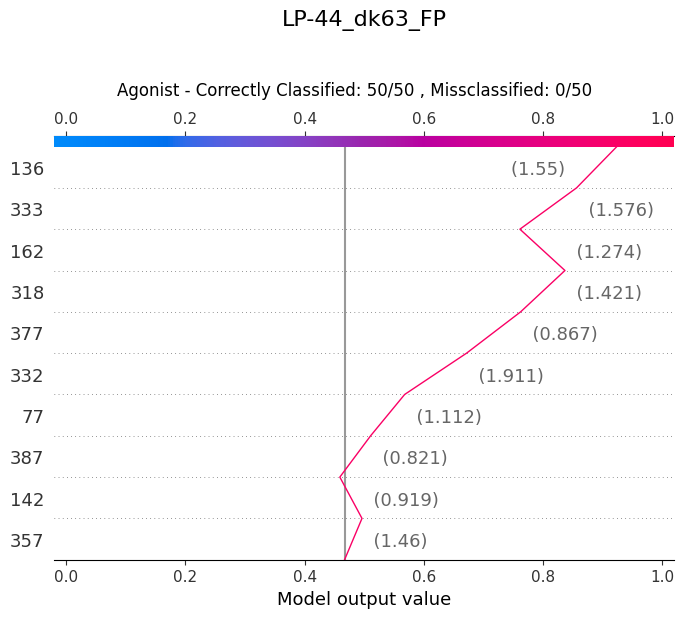 LP-44_dk63_FP
Agonist - Correctly Classified: 50/50 , Missclassified: 0/50
0.0 0.2 0.4 0.6 0.8 1.0
136 (1.55)
333 (1.576)
162 (1.274)
318 (1.421)
377 (0.867)
332 (1.911)
77 (1.112)
387 (0.821)
142 (0.919)
357 (1.46)
0.0 0.2 0.4 0.6 0.8 1.0
Model output value